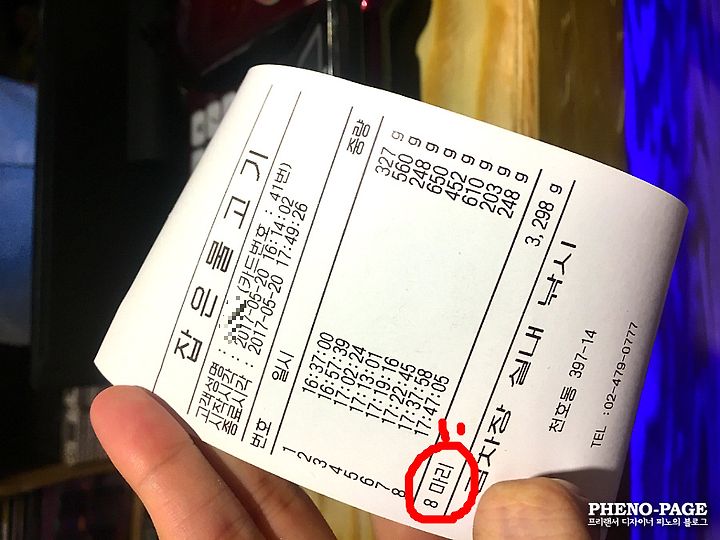 잡은물고기
고객성명 : (카드번호 : 41번)
시작시각 : 2017-05-20 16:14:02
종료시각 : 2017-05-20 17:49:26
번호 일시 중량
1 16:37:00 327 g
2 16:57:39 560 g
3 17:02:24 248 g
4 17:13:01 650 g
5 17:19:16 452 g
6 17:22:45 610 g
7 17:37:58 203 g
8 17:47:05 248 g
8 마리 3,298 g
실내 낚시
천호동 397-14
TEL :02-479-0777
PHENO-PAGE
프리랜서 디자이너 피노의 블로그